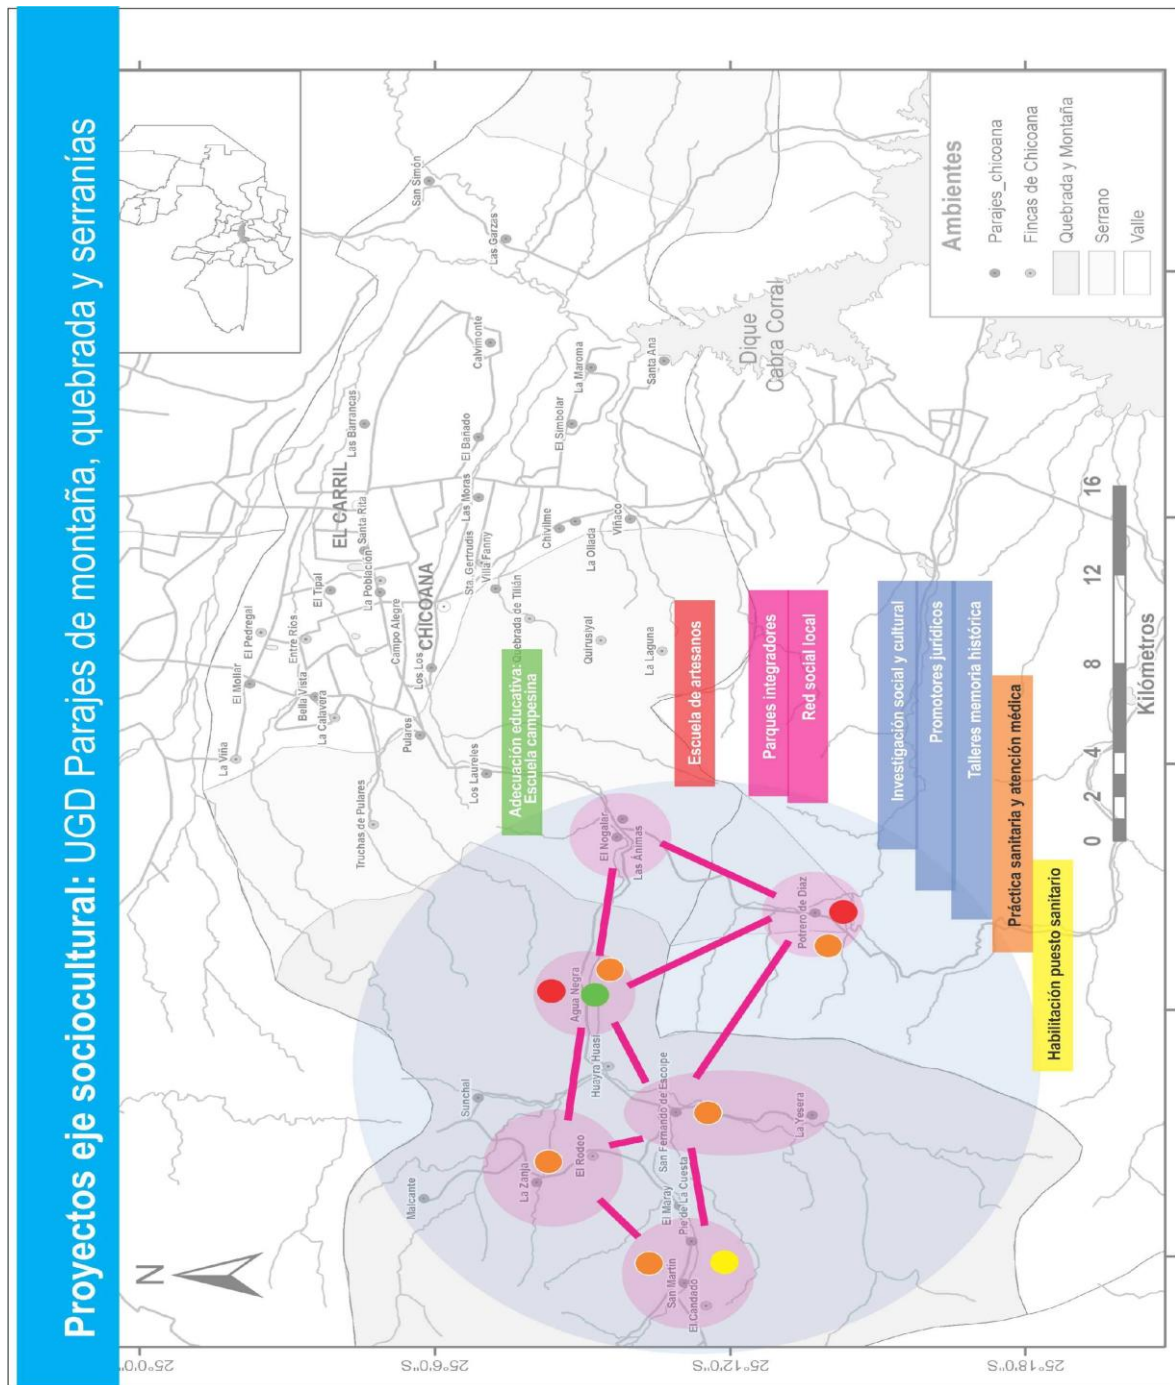 Proyectos eje sociocultural: UGD Parajes de montaña, quebrada y serranías
N
San Simón
Las Garzas
Calvimonte
Las Barrancas
EL CARRIL
Santa Rita
El Bañado
La Maroma
Santa Ana
Dique
Cabra Corral
El Simbolar
Las Moras
El Tipal
La Población
Sta. Gertrudis
Villa Fanny
Chivilme
La Ollada
Viñaco
El Pedregal
Entre Ríos
Campo Alegre
CHICOANA
Quebrada de Tilián
Quirusiyal
La Laguna
El Mollar
Bella Vista
La Calavera
Los Los
Pulares
La Viña
Los Laureles
Truchas de Pulares
El Nogalar
Las Ánimas
Potrero de Díaz
Agua Negra
Huayra Huasi
Sunchal
San Fernando de Escoipe
La Yesera
Malcante
La Zanja
El Rodeo
El Maray
Pie de La Cuesta
San Martín
El Candado
Adecuación educativa:
Escuela campesina
Escuela de artesanos
Parques integradores
Red social local
Investigación social y cultural
Promotores jurídicos
Talleres memoria histórica
Práctica sanitaria y atención médica
Habilitación puesto sanitario
Ambientes
Parajes_chicoana
Fincas de Chicoana
Quebrada y Montaña
Serrano
Valle
0 2 4 8 12 16
Kilómetros
25°0'0"S
25°6'0"S
25°12'0"S
25°18'0"S